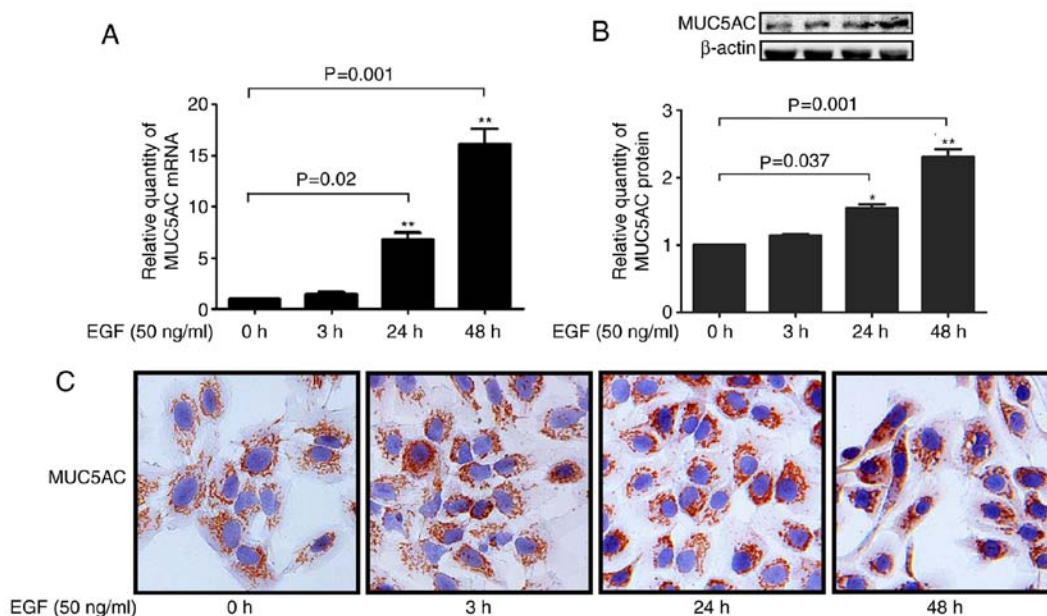 A
P=0.001
P=0.02
**
**
Relative quantity of
MUC5AC mRNA
20
15
10
5
0
EGF (50 ng/ml) 0 h 3 h 24 h 48 h
B
MUC5AC
β-actin
P=0.001
P=0.037
**
*
Relative quantity of
MUC5AC protein
3
2
1
0
EGF (50 ng/ml) 0 h 3 h 24 h 48 h
C
MUC5AC
EGF (50 ng/ml) 0 h 3 h 24 h 48 h